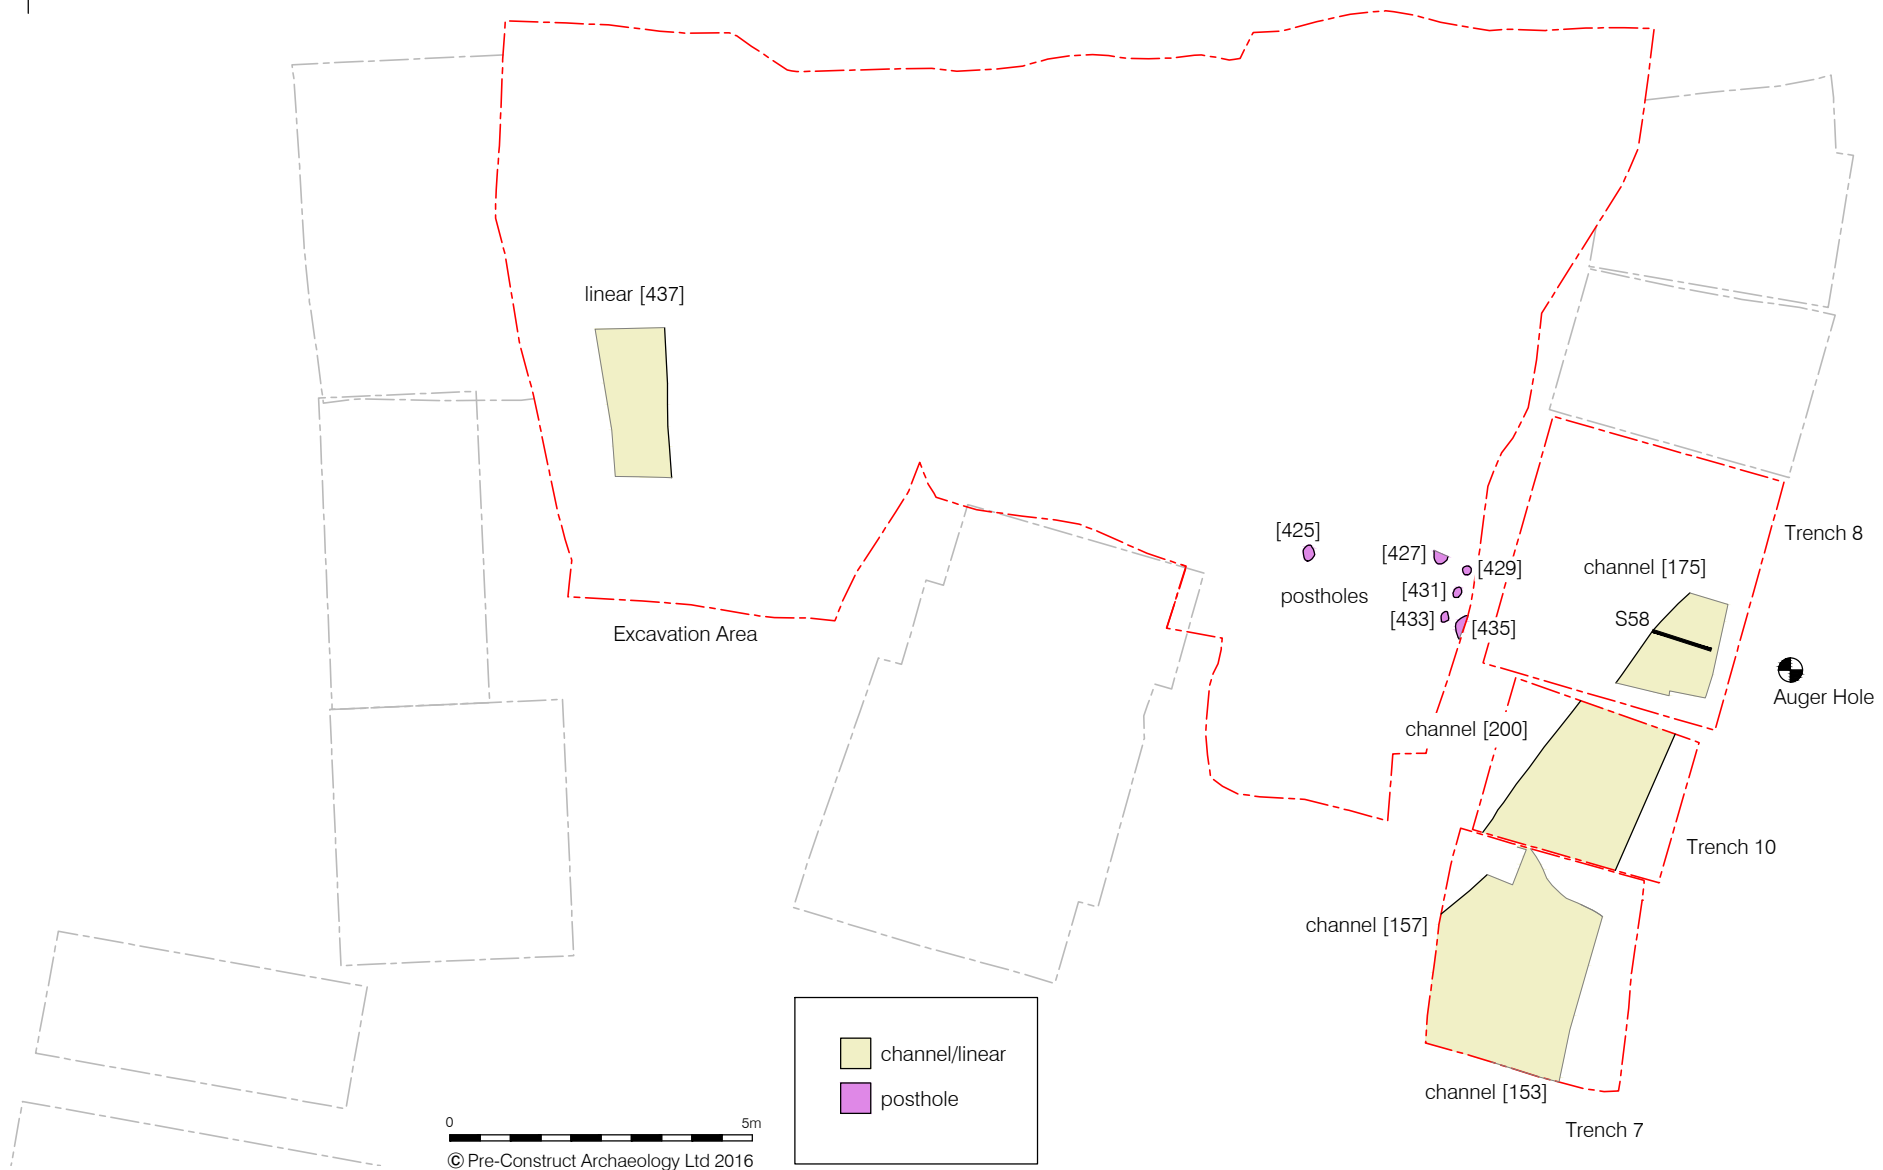 linear [437]
[425]
[427]
[429]
[431]
[433]
[435]
postholes
Excavation Area
Trench 8
channel [175]
S58
Auger Hole
channel [200]
Trench 10
channel [157]
channel [153]
Trench 7
channel/linear
posthole
0 5m
© Pre-Construct Archaeology Ltd 2016